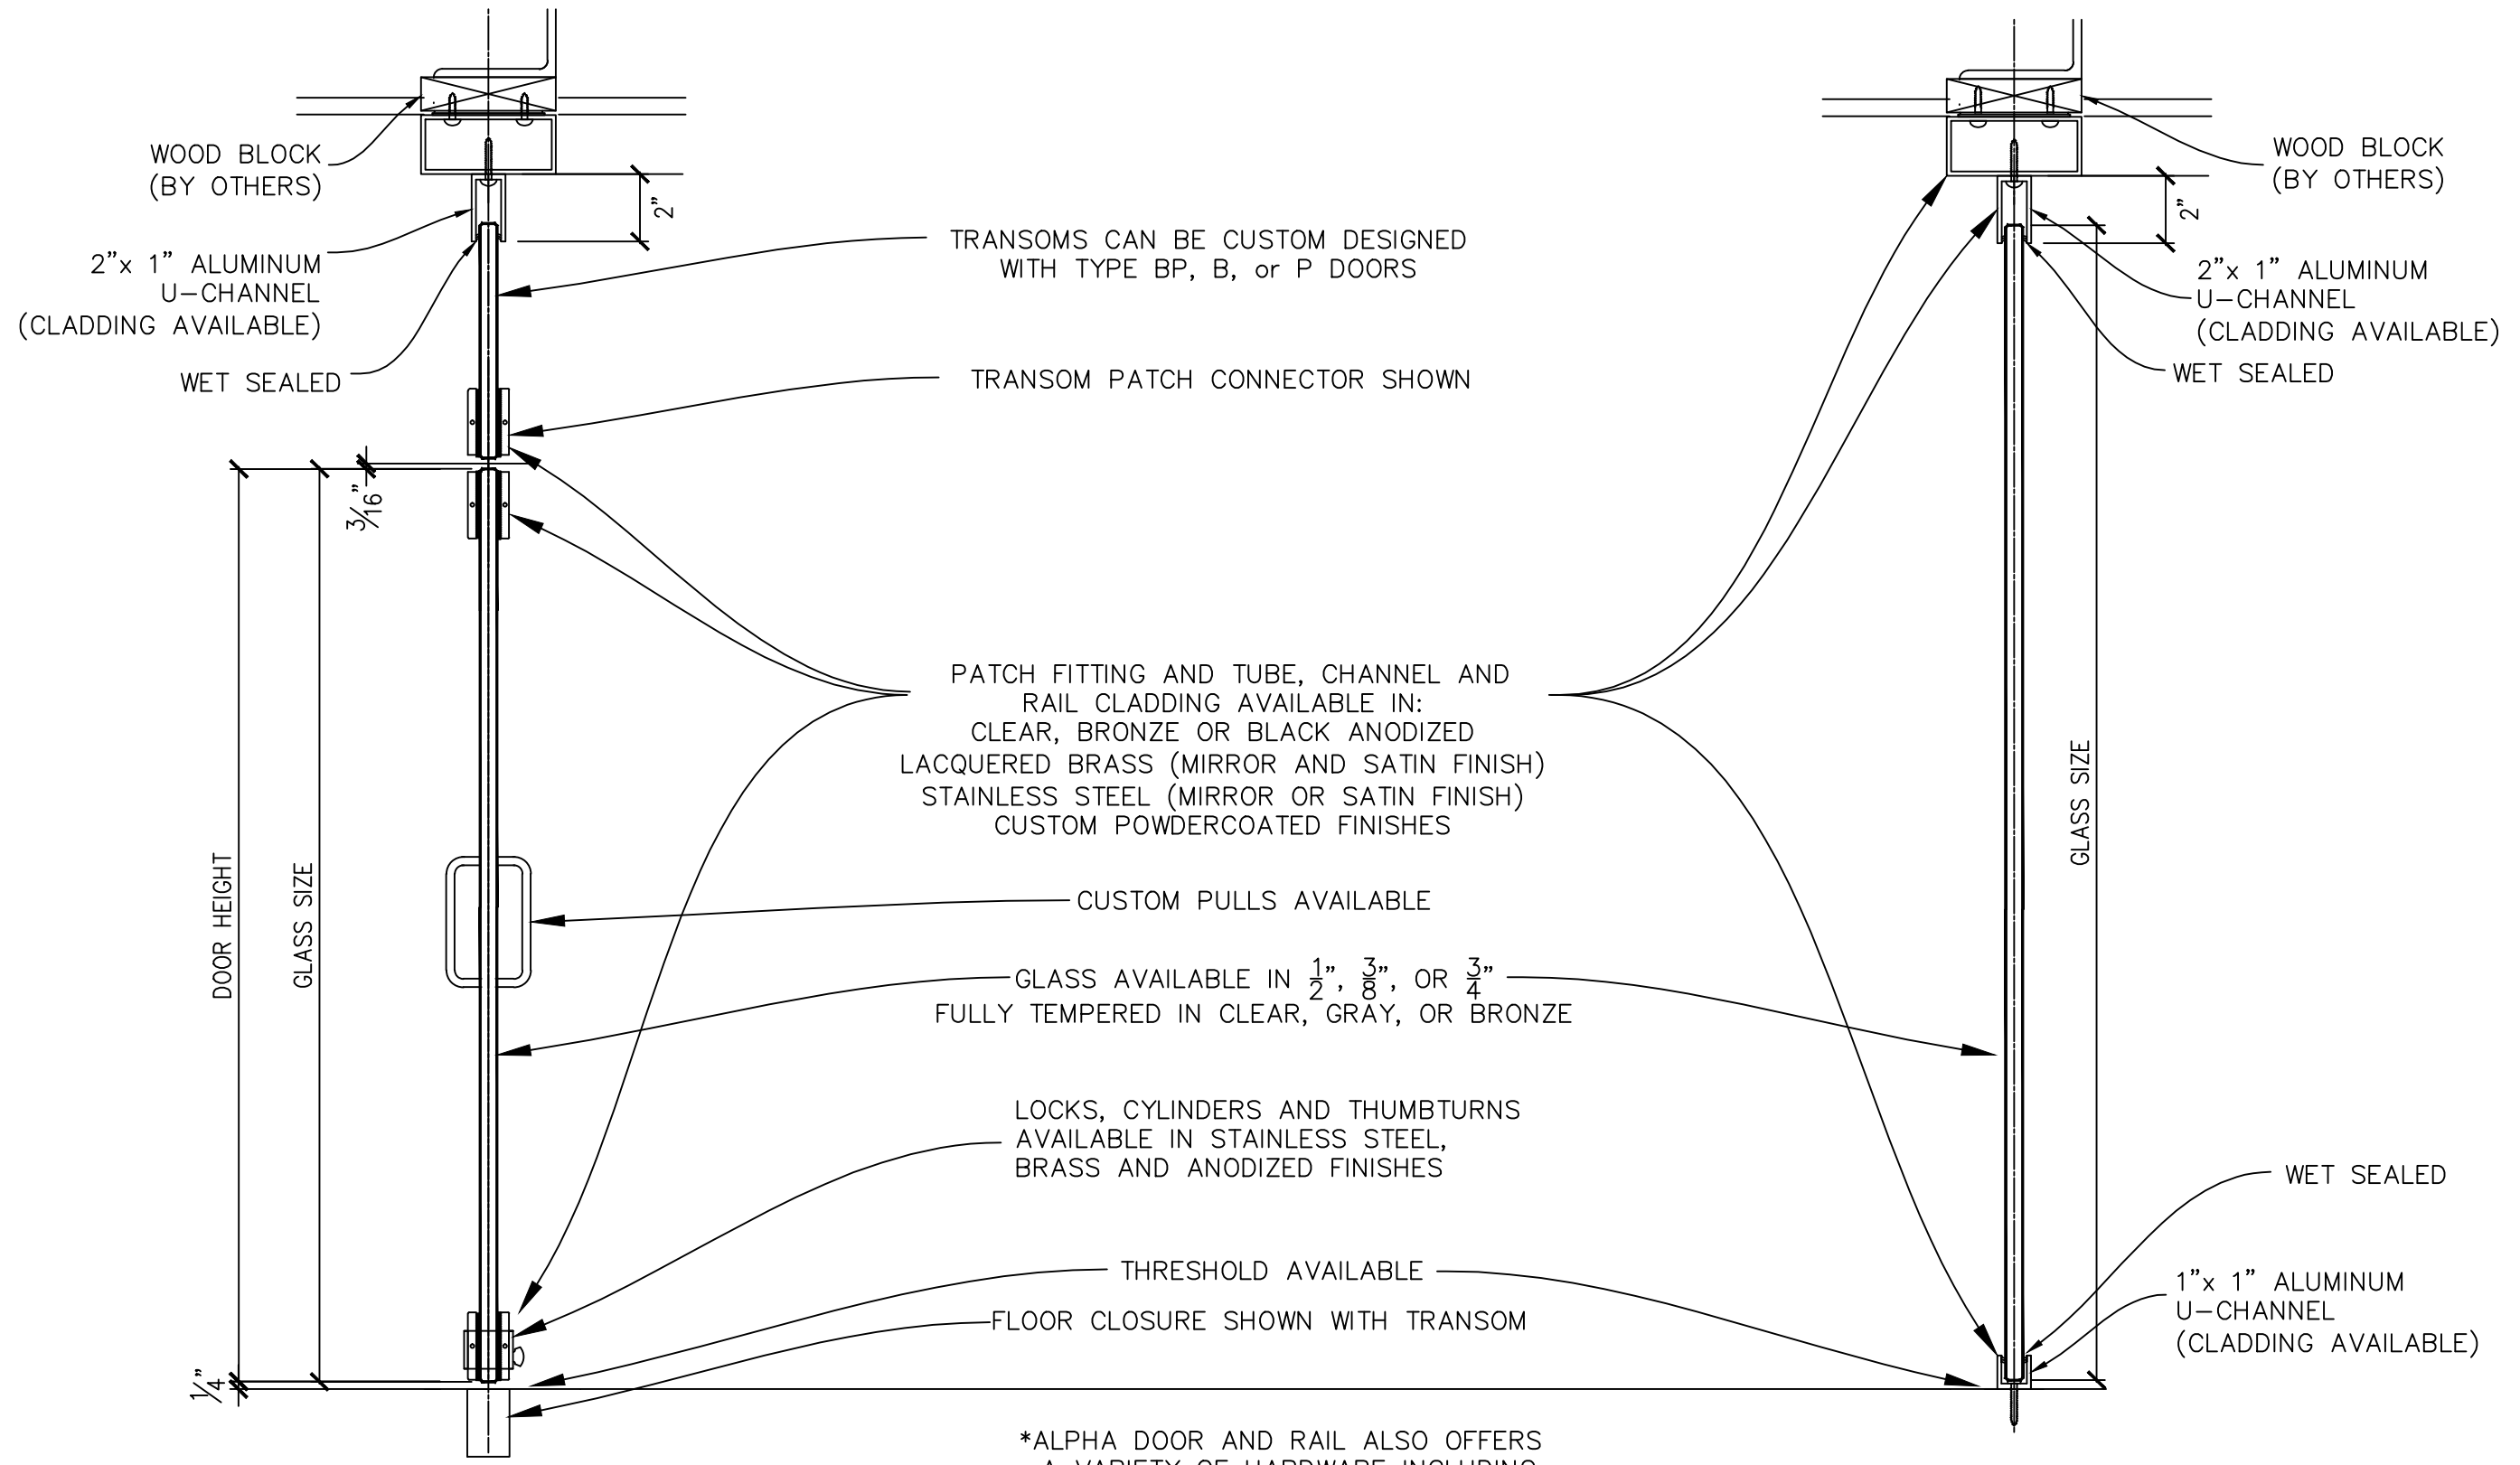 WOOD BLOCK
(BY OTHERS)
2”x 1” ALUMINUM
U-CHANNEL
(CLADDING AVAILABLE)
WET SEALED
2”
TRANSOMS CAN BE CUSTOM DESIGNED
WITH TYPE BP, B, or P DOORS
TRANSOM PATCH CONNECTOR SHOWN
3/16”
DOOR HEIGHT
GLASS SIZE
PATCH FITTING AND TUBE, CHANNEL AND
RAIL CLADDING AVAILABLE IN:
CLEAR, BRONZE OR BLACK ANODIZED
LACQUERED BRASS (MIRROR AND SATIN FINISH)
STAINLESS STEEL (MIRROR OR SATIN FINISH)
CUSTOM POWDERCOATED FINISHES
CUSTOM PULLS AVAILABLE
GLASS AVAILABLE IN 1/2”, 3/8”, OR 3/4”
FULLY TEMPERED IN CLEAR, GRAY, OR BRONZE
LOCKS, CYLINDERS AND THUMBTURNS
AVAILABLE IN STAINLESS STEEL,
BRASS AND ANODIZED FINISHES
THRESHOLD AVAILABLE
FLOOR CLOSURE SHOWN WITH TRANSOM
1/4”
*ALPHA DOOR AND RAIL ALSO OFFERS
A VARIETY OF HARDWARE INCLUDING
WOOD BLOCK
(BY OTHERS)
2”
2”x 1” ALUMINUM
U-CHANNEL
(CLADDING AVAILABLE)
WET SEALED
GLASS SIZE
WET SEALED
1”x 1” ALUMINUM
U-CHANNEL
(CLADDING AVAILABLE)